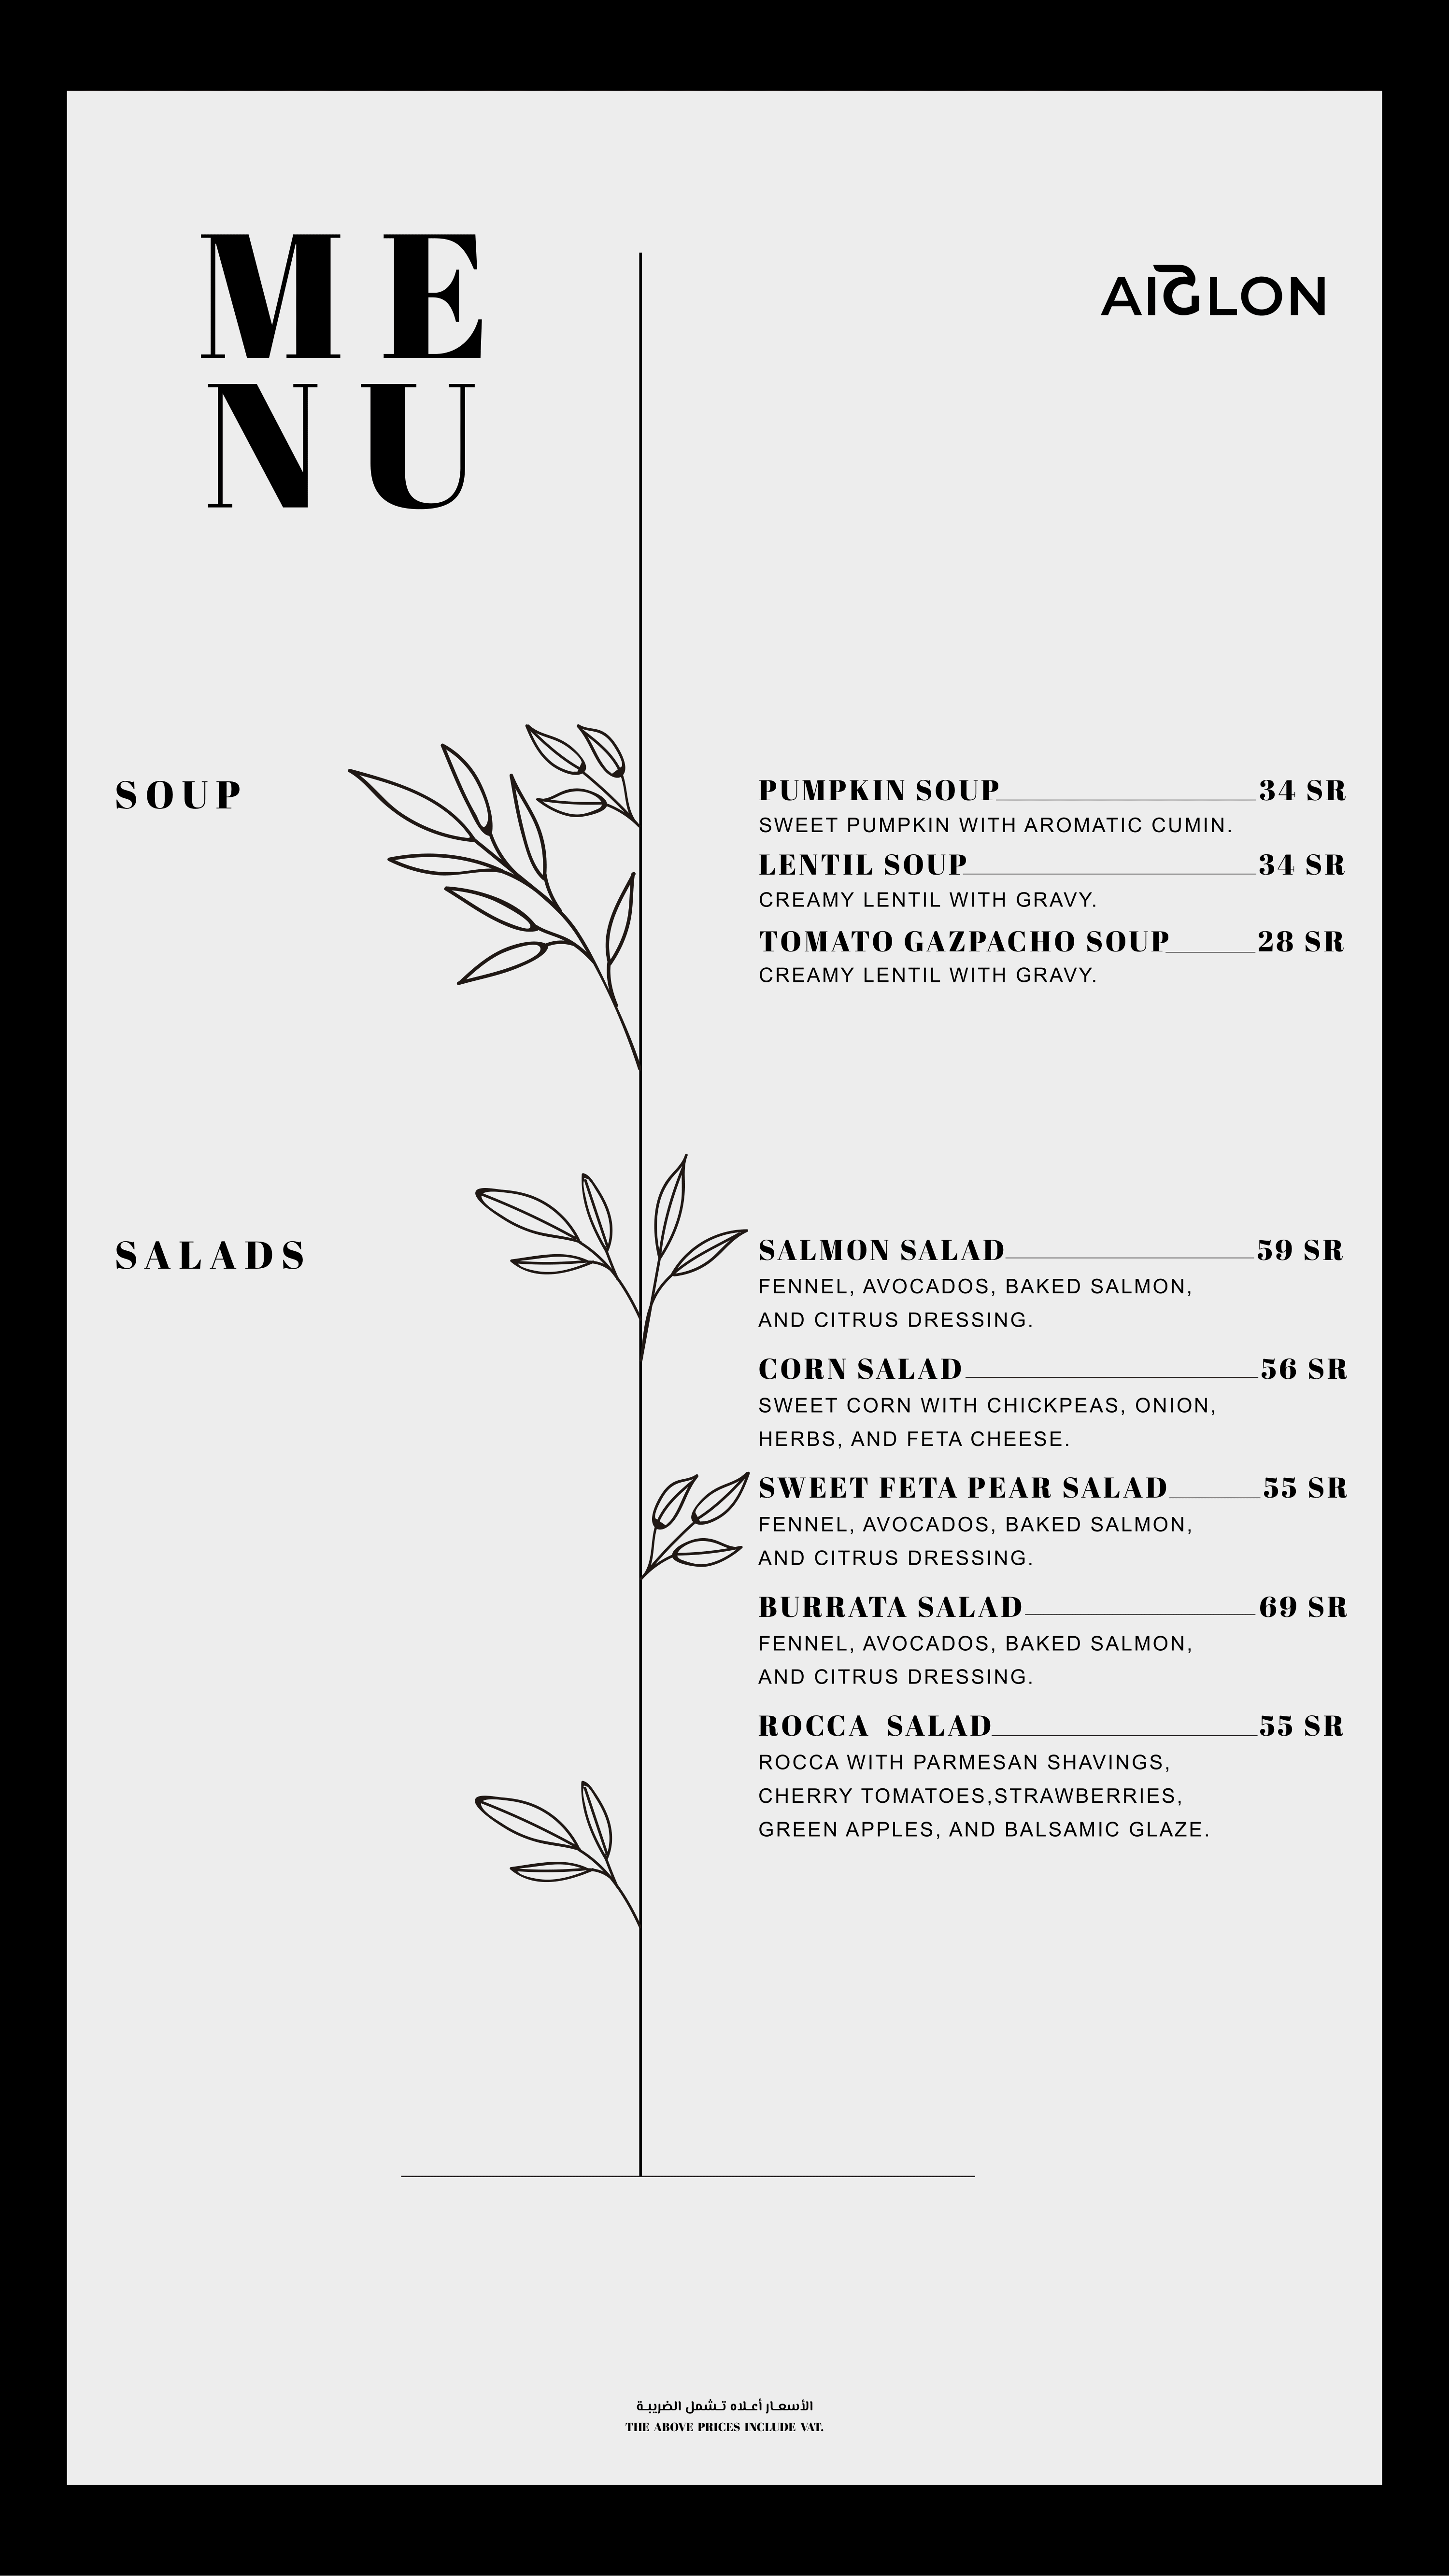 ME
NU
AIGLON
SOUP
PUMPKIN SOUP 34 SR
SWEET PUMPKIN WITH AROMATIC CUMIN.
LENTIL SOUP 34 SR
CREAMY LENTIL WITH GRAVY.
TOMATO GAZPACHO SOUP 28 SR
CREAMY LENTIL WITH GRAVY.
SALADS
SALMON SALAD 59 SR
FENNEL, AVOCADOS, BAKED SALMON,
AND CITRUS DRESSING.
CORN SALAD 56 SR
SWEET CORN WITH CHICKPEAS, ONION,
HERBS, AND FETA CHEESE.
SWEET FETA PEAR SALAD 55 SR
FENNEL, AVOCADOS, BAKED SALMON,
AND CITRUS DRESSING.
BURRATA SALAD 69 SR
FENNEL, AVOCADOS, BAKED SALMON,
AND CITRUS DRESSING.
ROCCA SALAD 55 SR
ROCCA WITH PARMESAN SHAVINGS,
CHERRY TOMATOES,STRAWBERRIES,
GREEN APPLES, AND BALSAMIC GLAZE.
الأسعـار أعـلاه تـشمل الضريبـة
THE ABOVE PRICES INCLUDE VAT.